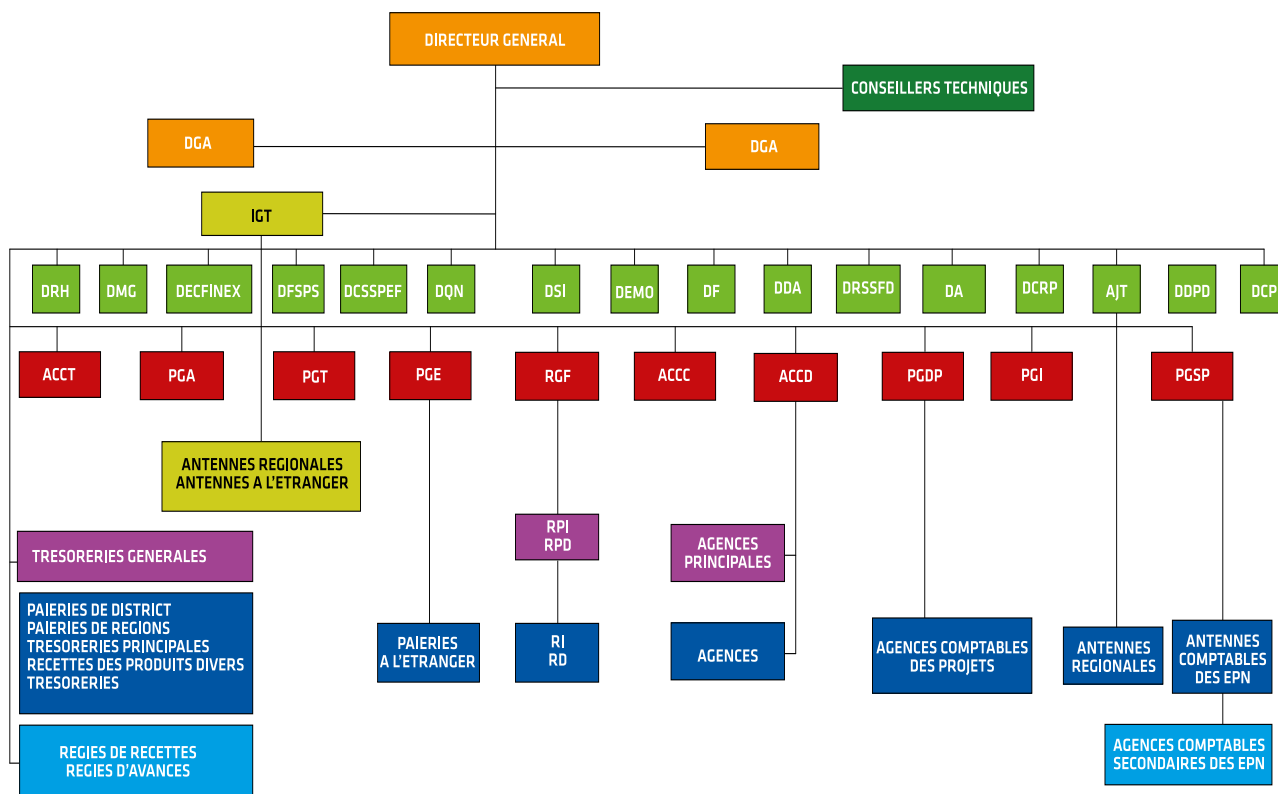 DIRECTEUR GENERAL
CONSEILLERS TECHNIQUES
DGA
DGA
IGT
DRH
DMG
DECFINEX
DFSPS
DCSSPEF
DQN
DSI
DEMO
DF
DDA
DRSSFD
DA
DCRP
AJT
DDPD
DCP
ACCT
PGA
PGT
PGE
RGF
ACCC
ACCD
PGDP
PGI
PGSP
ANTENNES REGIONALES
ANTENNES A L'ETRANGER
TRESORERIES GENERALES
RPI
RPD
AGENCES
PRINCIPALES
PAIERIES DE DISTRICT
PAIERIES DE REGIONS
TRESORERIES PRINCIPALES
RECETTES DES PRODUITS DIVERS
TRESORERIES
PAIERIES
A L'ETRANGER
RI
RD
AGENCES
AGENCES COMPTABLES
DES PROJETS
ANTENNES
REGIONALES
ANTENNES
COMPTABLES
DES EPN
REGIES DE RECETTES
REGIES D'AVANCES
AGENCES COMPTABLES
SECONDAIRES DES EPN